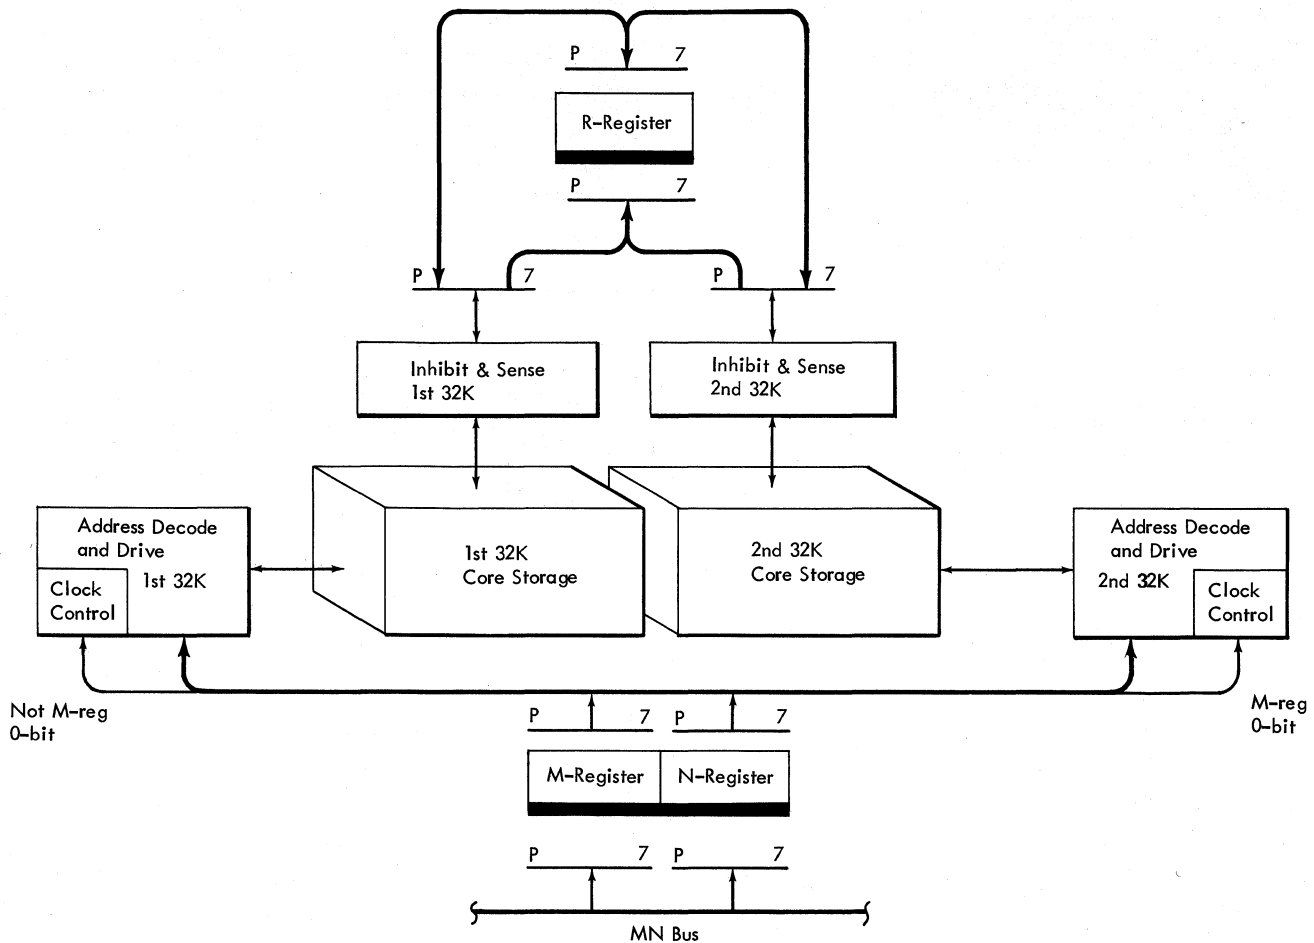 P 7
R-Register
P 7
P 7
P 7
Inhibit & Sense
1st 32K
Inhibit & Sense
2nd 32K
Address Decode
and Drive
1st 32K
Clock
Control
1st 32K
Core Storage
2nd 32K
Core Storage
Address Decode
and Drive
2nd 32K
Clock
Control
Not M-reg
0-bit
M-reg
0-bit
P 7
P 7
M-Register
N-Register
P 7
P 7
MN Bus